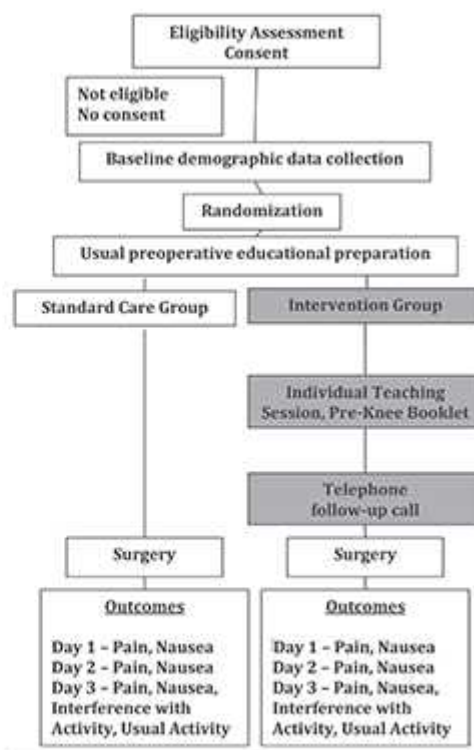 Eligibility Assessment
Consent
Not eligible
No consent
Baseline demographic data collection
Randomization
Usual preoperative educational preparation
Standard Care Group
Intervention Group
Individual Teaching
Session, Pre-Knee Booklet
Telephone
follow-up call
Surgery
Surgery
Outcomes
Day 1 – Pain, Nausea
Day 2 – Pain, Nausea
Day 3 – Pain, Nausea,
Interference with
Activity, Usual Activity
Outcomes
Day 1 – Pain, Nausea
Day 2 – Pain, Nausea
Day 3 – Pain, Nausea,
Interference with
Activity, Usual Activity